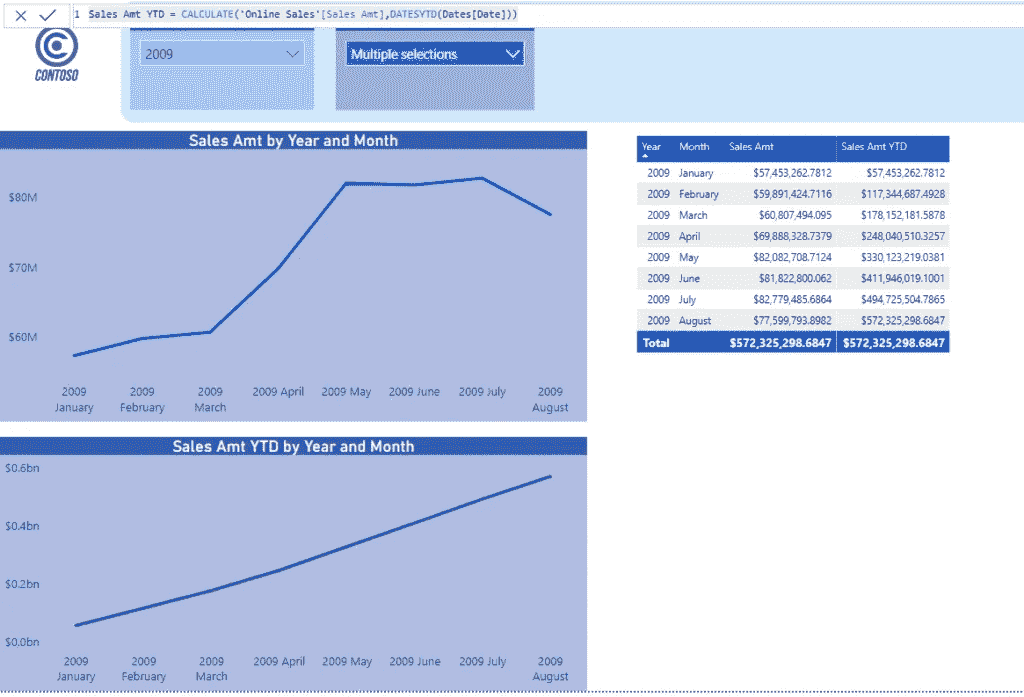 1 Sales Amt YTD = CALCULATE('Online Sales'[Sales Amt],DATESYTD(Dates[Date]))
CONTOSO
2009
Multiple selections
Sales Amt by Year and Month
$80M
$70M
$60M
2009 January
2009 February
2009 March
2009 April
2009 May
2009 June
2009 July
2009 August
Year Month Sales Amt Sales Amt YTD
2009 January $57,453,262.7812 $57,453,262.7812
2009 February $59,891,424.7116 $117,344,687.4928
2009 March $60,807,494.095 $178,152,181.5878
2009 April $69,888,328.7379 $248,040,510.3257
2009 May $82,082,708.7124 $330,123,219.0381
2009 June $81,822,800.062 $411,946,019.1001
2009 July $82,779,485.6864 $494,725,504.7865
2009 August $77,599,793.8982 $572,325,298.6847
Total $572,325,298.6847 $572,325,298.6847
Sales Amt YTD by Year and Month
$0.6bn
$0.4bn
$0.2bn
$0.0bn
2009 January
2009 February
2009 March
2009 April
2009 May
2009 June
2009 July
2009 August